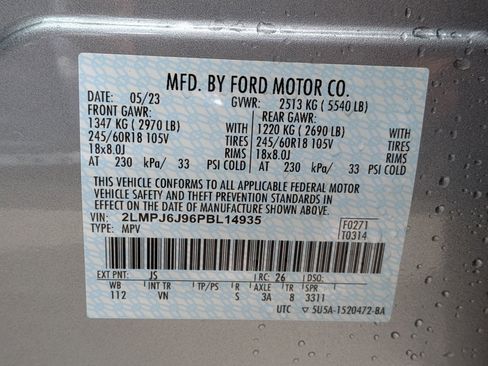 MFD. BY FORD MOTOR CO.
DATE: 05/23 GVWR: 2513 KG ( 5540 LB)
FRONT GAWR: REAR GAWR:
1347 KG ( 2970 LB) WITH 1220 KG ( 2690 LB) WITH
245/60R18 105V TIRES 245/60R18 105V TIRES
18x8.0J RIMS 18x8.0J RIMS
AT 230 kPa/ 33 PSI COLD AT 230 kPa/ 33 PSI COLD
THIS VEHICLE CONFORMS TO ALL APPLICABLE FEDERAL MOTOR
VEHICLE SAFETY AND THEFT PREVENTION STANDARDS IN
EFFECT ON THE DATE OF MANUFACTURE SHOWN ABOVE.
VIN: 2LMPJ6J96PBL14935 F0271
TYPE: MPV T0314
EXT PNT: JS RC: 26 DSO:
WB INT TR TP/PS R AXLE TR SPR
112 VN S 3A 8 3311
UTC ▽ 5U5A-1520472-BA